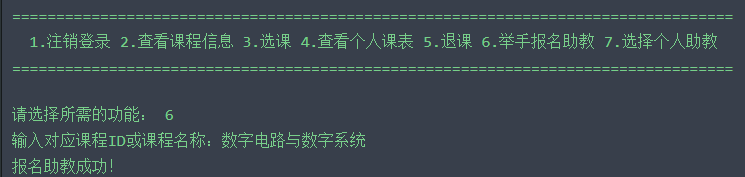 ================================================================================
1.注销登录 2.查看课程信息 3.选课 4.查看个人课表 5.退课 6.举手报名助教 7.选择个人助教
================================================================================
请选择所需的功能: 6
输入对应课程ID或课程名称: 数字电路与数字系统
报名助教成功!